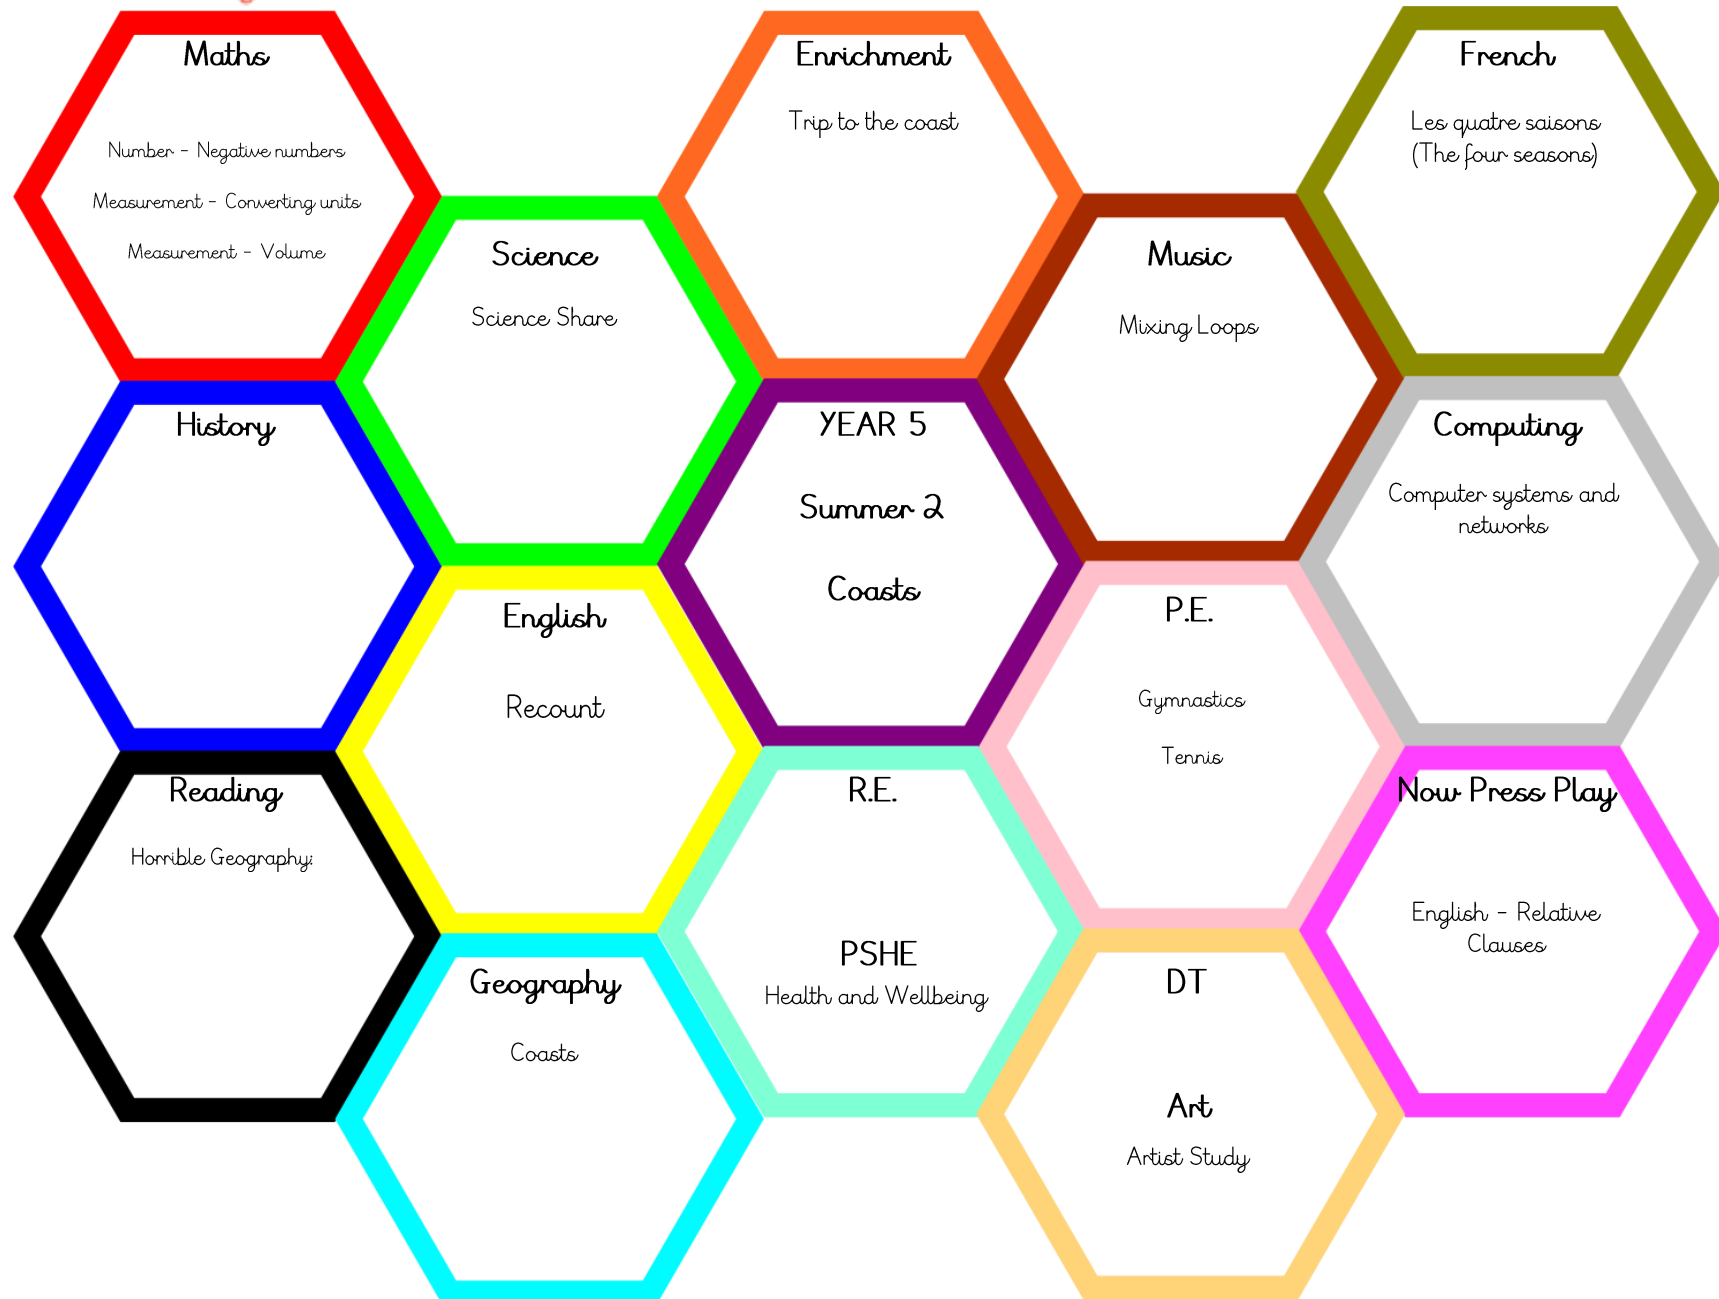 Maths
Number - Negative numbers
Measurement - Converting units
Measurement - Volume
Enrichment
Trip to the coast
French
Les quatre saisons
(The four seasons)
Science
Science Share
Music
Mixing Loops
History
YEAR 5
Summer 2
Coasts
Computing
Computer systems and
networks
English
Recount
P.E.
Gymnastics
Tennis
Reading
Horrible Geography:
R.E.
PSHE
Health and Wellbeing
Now Press Play
English - Relative
Clauses
Geography
Coasts
DT
Art
Artist Study